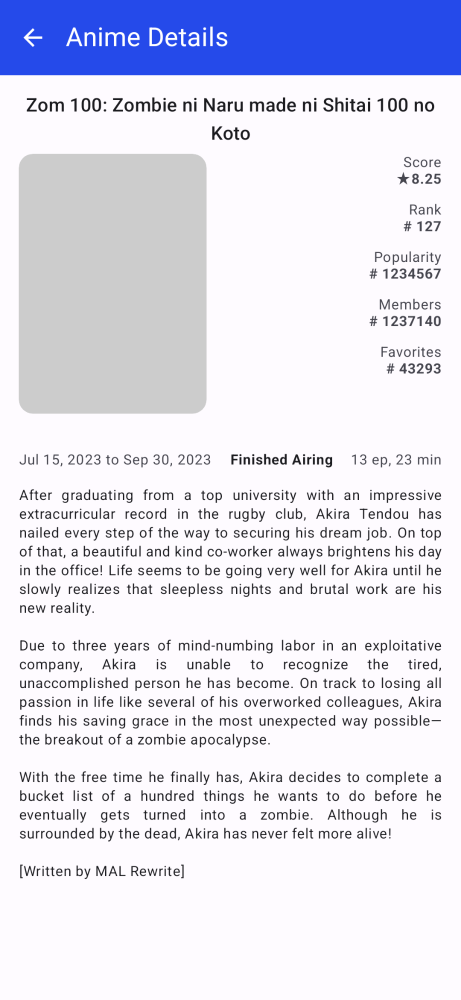 Anime Details
Zom 100: Zombie ni Naru made ni Shitai 100 no
Koto
Score
★8.25
Rank
# 127
Popularity
# 1234567
Members
# 1237140
Favorites
# 43293
Jul 15, 2023 to Sep 30, 2023 Finished Airing 13 ep, 23 min
After graduating from a top university with an impressive
extracurricular record in the rugby club, Akira Tendou has
nailed every step of the way to securing his dream job. On top
of that, a beautiful and kind co-worker always brightens his day
in the office! Life seems to be going very well for Akira until he
slowly realizes that sleepless nights and brutal work are his
new reality.
Due to three years of mind-numbing labor in an exploitative
company, Akira is unable to recognize the tired,
unaccomplished person he has become. On track to losing all
passion in life like several of his overworked colleagues, Akira
finds his saving grace in the most unexpected way possible—
the breakout of a zombie apocalypse.
With the free time he finally has, Akira decides to complete a
bucket list of a hundred things he wants to do before he
eventually gets turned into a zombie. Although he is
surrounded by the dead, Akira has never felt more alive!
[Written by MAL Rewrite]